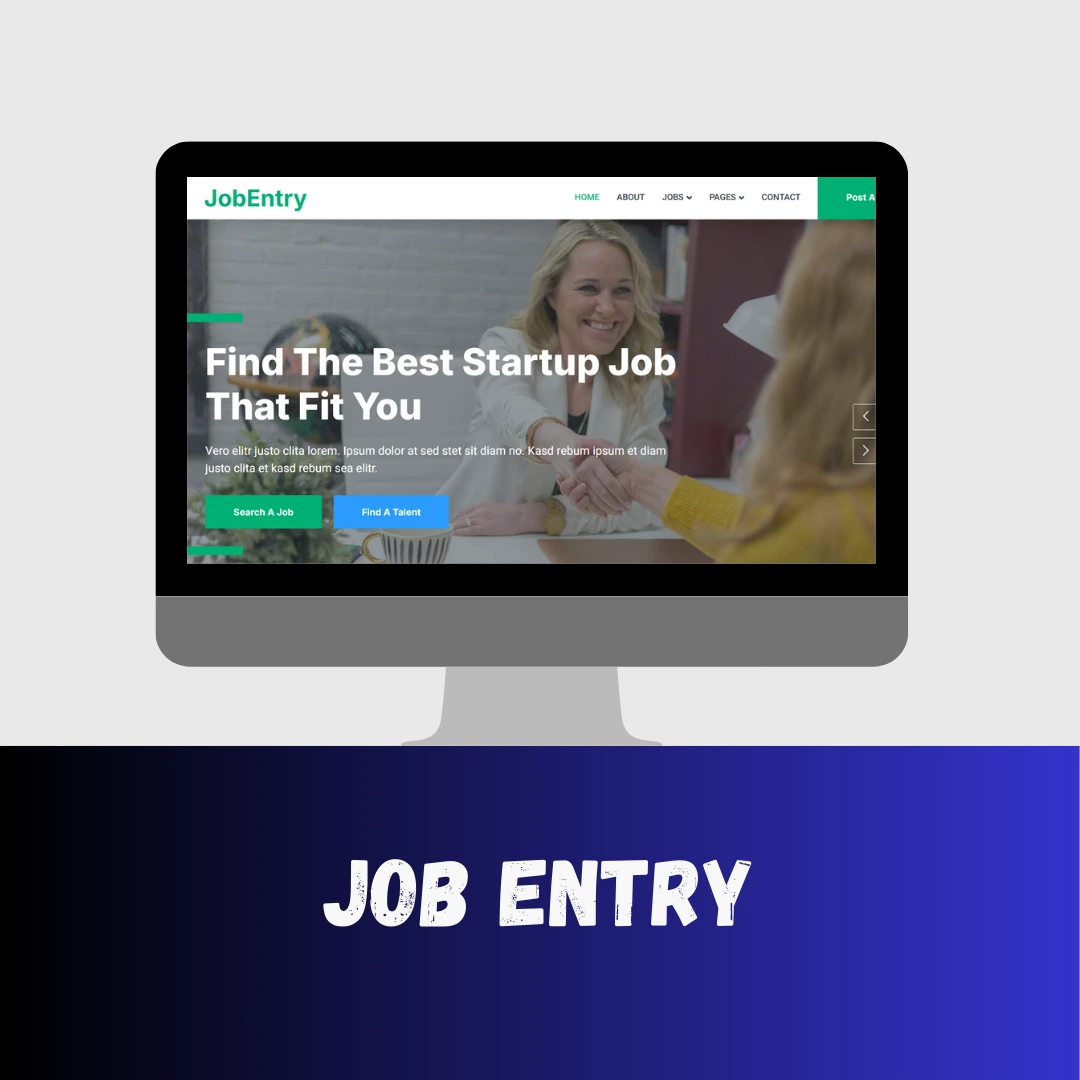 JobEntry
HOME ABOUT JOBS PAGES CONTACT Post A
Find The Best Startup Job
That Fit You
Vero elitr justo clita lorem. Ipsum dolor at sed stet sit diam no. Kasd rebum ipsum et diam
justo clita et kasd rebum sea elitr.
Search A Job Find A Talent
JOB ENTRY